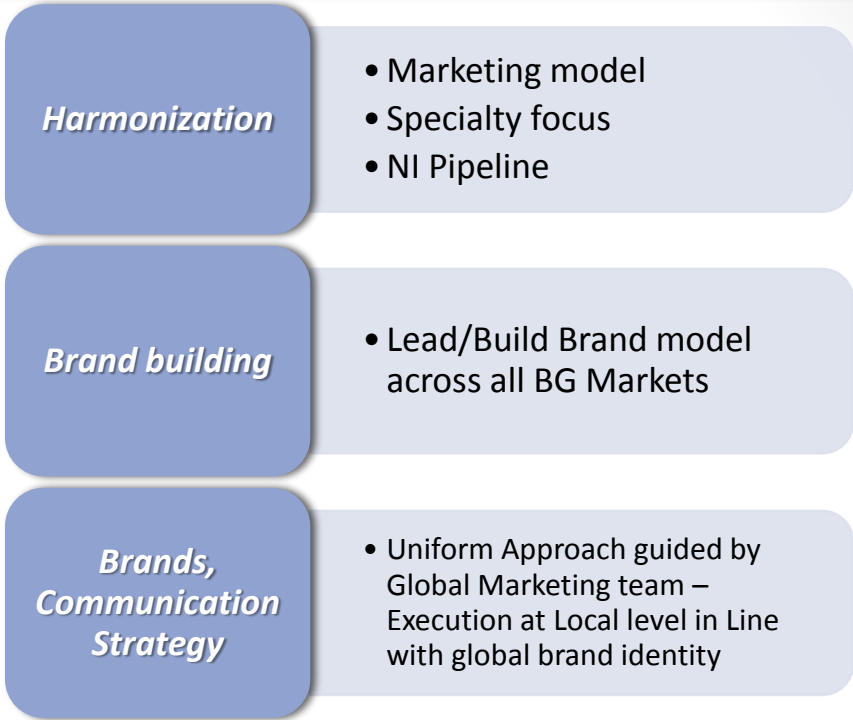 Harmonization
• Marketing model
• Specialty focus
• NI Pipeline
Brand building
• Lead/Build Brand model
across all BG Markets
Brands,
Communication
Strategy
• Uniform Approach guided by
Global Marketing team –
Execution at Local level in Line
with global brand identity